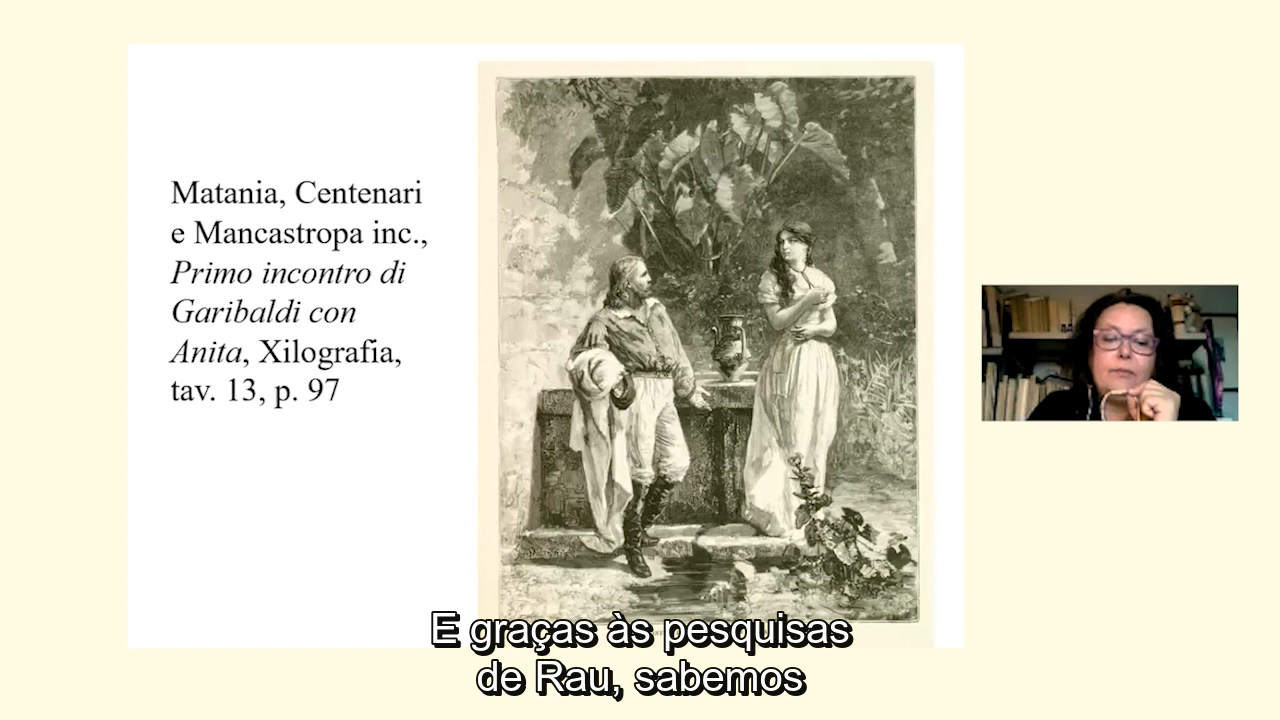 Matania, Centenari
e Mancastropa inc.,
Primo incontro di
Garibaldi con
Anita, Xilografia,
tav. 13, p. 97
E graças às pesquisas
de Rau, sabemos